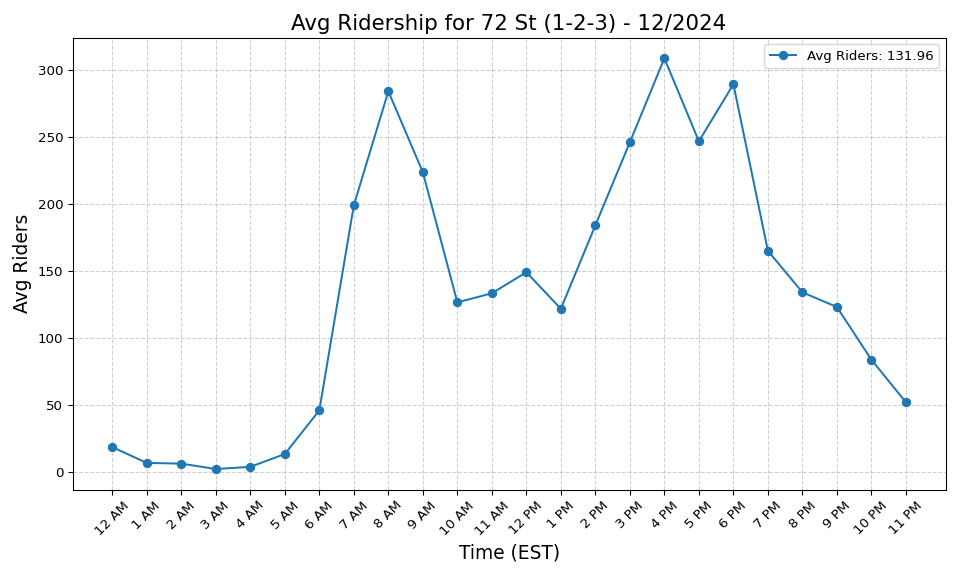 Avg Ridership for 72 St (1-2-3) - 12/2024
Avg Riders: 131.96
Avg Riders
300
250
200
150
100
50
0
12 AM 1 AM 2 AM 3 AM 4 AM 5 AM 6 AM 7 AM 8 AM 9 AM 10 AM 11 AM 12 PM 1 PM 2 PM 3 PM 4 PM 5 PM 6 PM 7 PM 8 PM 9 PM 10 PM 11 PM
Time (EST)